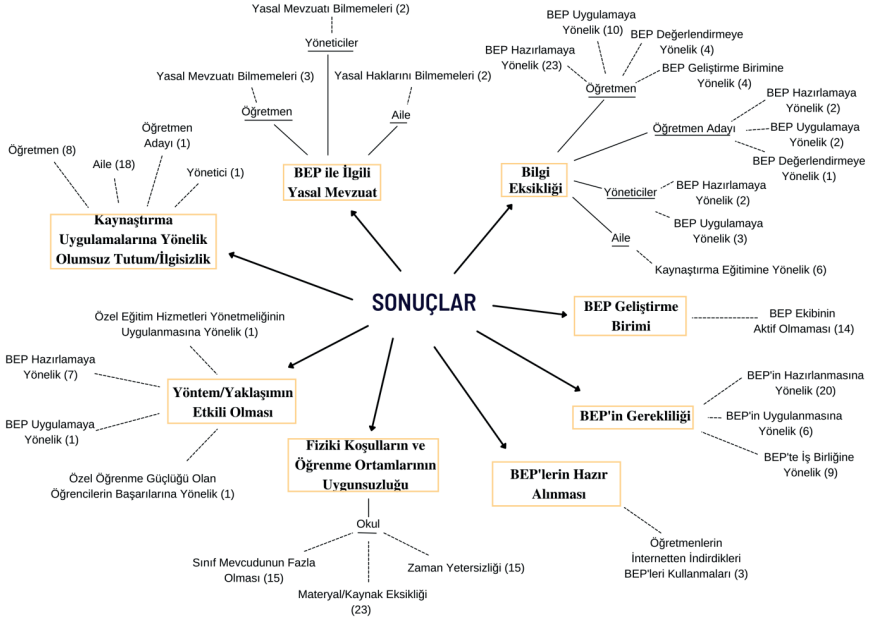 Yasal Mevzuatı Bilmemeleri (2)
Yöneticiler
Yasal Mevzuatı Bilmemeleri (3)
Öğretmen
Yasal Haklarını Bilmemeleri (2)
Aile
BEP ile İlgili
Yasal Mevzuat
BEP Uygulamaya
Yönelik (10)
BEP Değerlendirmeye
Yönelik (4)
BEP Hazırlamaya
Yönelik (23)
BEP Geliştirme Birimine
Yönelik (4)
Öğretmen
BEP Hazırlamaya
Yönelik (2)
Öğretmen Adayı
BEP Uygulamaya
Yönelik (2)
BEP Değerlendirmeye
Yönelik (1)
Bilgi
Eksikliği
Yöneticiler
BEP Hazırlamaya
Yönelik (2)
BEP Uygulamaya
Yönelik (3)
Aile
Kaynaştırma Eğitimine Yönelik (6)
Öğretmen (8)
Aile (18)
Öğretmen
Adayı (1)
Yönetici (1)
Kaynaştırma
Uygulamalarına Yönelik
Olumsuz Tutum/İlgisizlik
SONUÇLAR
BEP Geliştirme
Birimi
BEP Ekibinin
Aktif Olmaması (14)
Özel Eğitim Hizmetleri Yönetmeliğinin
Uygulanmasına Yönelik (1)
BEP Hazırlamaya
Yönelik (7)
Yöntem/Yaklaşımın
Etkili Olması
BEP Uygulamaya
Yönelik (1)
Özel Öğrenme Güçlüğü Olan
Öğrencilerin Başarılarına Yönelik (1)
BEP'in Gerekliliği
BEP'in Hazırlanmasına
Yönelik (20)
BEP'in Uygulanmasına
Yönelik (6)
BEP'te İş Birliğine
Yönelik (9)
Fiziki Koşulların ve
Öğrenme Ortamlarının
Uygunsuzluğu
Okul
Sınıf Mevcudunun Fazla
Olması (15)
Materyal/Kaynak Eksikliği
(23)
Zaman Yetersizliği (15)
BEP'lerin Hazır
Alınması
Öğretmenlerin
İnternetten İndirdikleri
BEP'leri Kullanmaları (3)